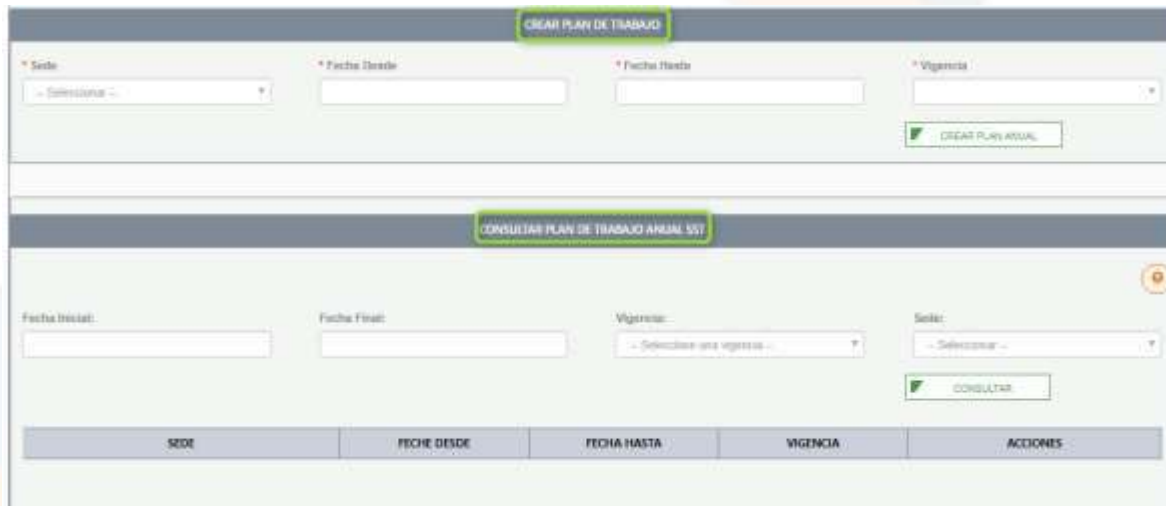 CREAR PLAN DE TRABAJO
* Sede * Fecha Desde * Fecha Hasta * Vigencia
-- Seleccionar --
CREAR PLAN ANUAL
CONSULTAR PLAN DE TRABAJO ANUAL SST
Fecha Inicial: Fecha Final: Vigencia: Sede:
-- Seleccione una vigencia -- -- Seleccionar --
CONSULTAR
SEDE FECHE DESDE FECHA HASTA VIGENCIA ACCIONES